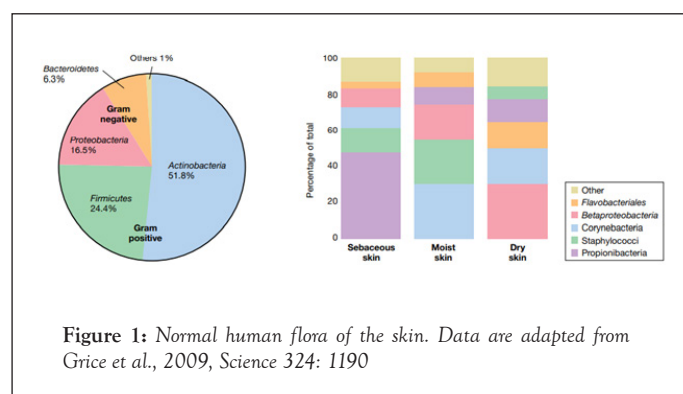 Others 1%
Bacteroidetes
6.3%
Gram
negative
Proteobacteria
16.5%
Actinobacteria
51.8%
Firmicutes
24.4%
Gram
positive
Percentage of total
100
80
60
40
20
0
Sebaceous
skin
Moist
skin
Dry
skin
Other
Flavobacteriales
Betaproteobacteria
Corynebacteria
Staphylococci
Propionibacteria
Figure 1: Normal human flora of the skin. Data are adapted from
Grice et al., 2009, Science 324: 1190